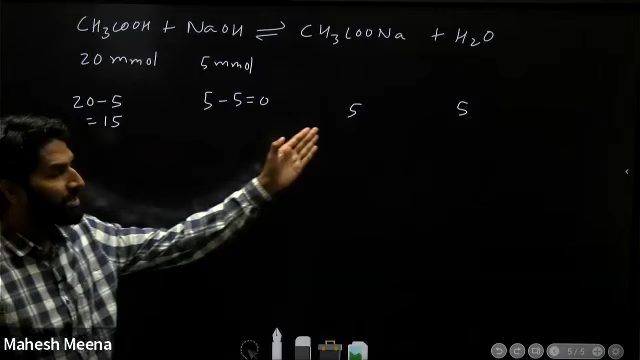 CH3COOH + NaOH ⇌ CH3COONa + H2O
20 mmol 5 mmol
20-5 5-5=0 5 5
=15
Mahesh Meena
5/5